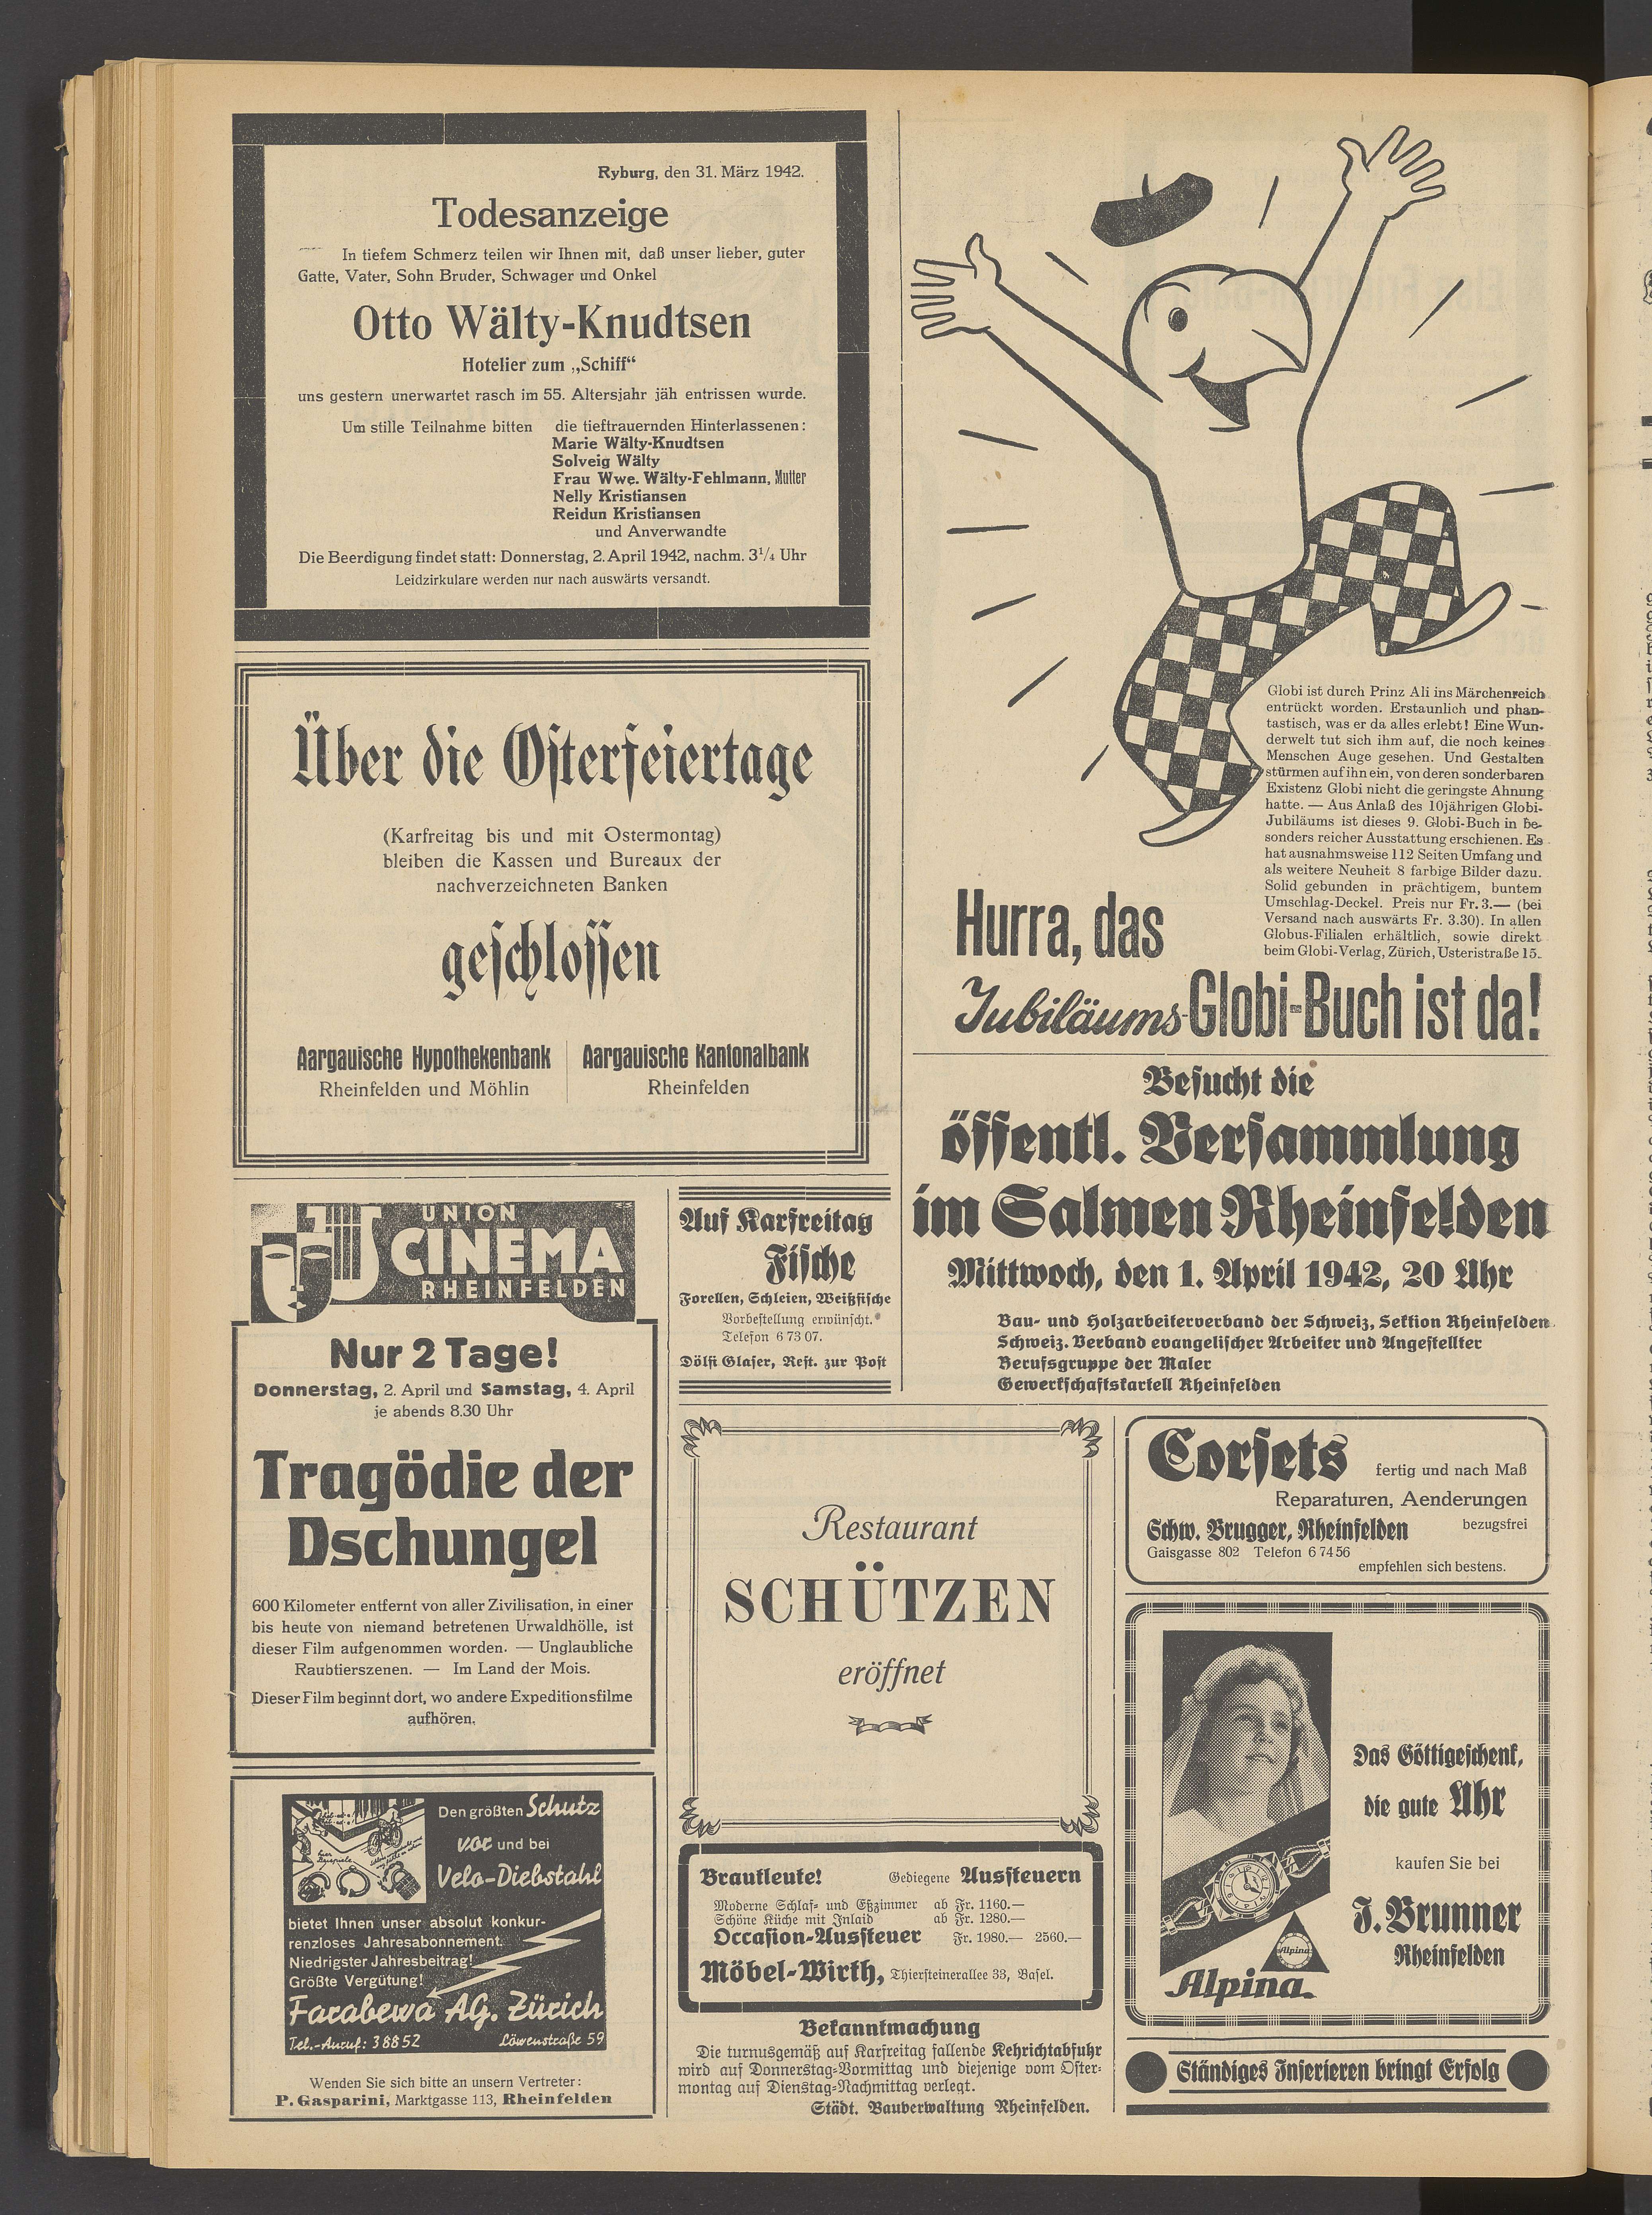 Ryburg, den 31. März 1942.
Todesanzeige
In tiefem Schmerz teilen wir Ihnen mit, daß unser lieber, guter
Gatte, Vater, Sohn Bruder, Schwager und Onkel
Otto Wälty-Knudtsen
Hotelier zum „Schiff“
uns gestern unerwartet rasch im 55. Altersjahr jäh entrissen wurde.
Um stille Teilnahme bitten die tieftrauernden Hinterlassenen:
Marie Wälty-Knudtsen
Solveig Wälty
Frau Wwe. Wälty-Fehlmann, Mutter
Nelly Kristiansen
Reidun Kristiansen
und Anverwandte
Die Beerdigung findet statt: Donnerstag, 2. April 1942, nachm. 3¼ Uhr
Leidzirkulare werden nur nach auswärts versandt.
Über die Osterfeiertage
(Karfreitag bis und mit Ostermontag)
bleiben die Kassen und Bureaux der
nachverzeichneten Banken
geschlossen
Aargauische Hypothekenbank
Rheinfelden und Möhlin
Aargauische Kantonalbank
Rheinfelden
Globi ist durch Prinz Ali ins Märchenreich
entrückt worden. Erstaunlich und phan-
tastisch, was er da alles erlebt! Eine Wun-
derwelt tut sich ihm auf, die noch keines
Menschen Auge gesehen. Und Gestalten
stürmen auf ihn ein, von deren sonderbaren
Existenz Globi nicht die geringste Ahnung
hatte. — Aus Anlaß des 10jährigen Globi-
Jubiläums ist dieses 9. Globi-Buch in be-
sonders reicher Ausstattung erschienen. Es
hat ausnahmsweise 112 Seiten Umfang und
als weitere Neuheit 8 farbige Bilder dazu.
Solid gebunden in prächtigem, buntem
Umschlag-Deckel. Preis nur Fr. 3.— (bei
Versand nach auswärts Fr. 3.30). In allen
Globus-Filialen erhältlich, sowie direkt
beim Globi-Verlag, Zürich, Usteristraße 15.
Hurra, das
Jubiläums-Globi-Buch ist da!
Besucht die
öffentl. Versammlung
im Salmen Rheinfelden
Mittwoch, den 1. April 1942, 20 Uhr
Bau- und Holzarbeiterverband der Schweiz, Sektion Rheinfelden
Schweiz. Verband evangelischer Arbeiter und Angestellter
Berufsgruppe der Maler
Gewerkschaftskartell Rheinfelden
UNION
CINEMA
RHEINFELDEN
Nur 2 Tage!
Donnerstag, 2. April und Samstag, 4. April
je abends 8.30 Uhr
Tragödie der
Dschungel
600 Kilometer entfernt von aller Zivilisation, in einer
bis heute von niemand betretenen Urwaldhölle, ist
dieser Film aufgenommen worden. — Unglaubliche
Raubtierszenen. — Im Land der Mois.
Dieser Film beginnt dort, wo andere Expeditionsfilme
aufhören.
Auf Karfreitag
Fische
Forellen, Schleien, Weißfische
Vorbestellung erwünscht.
Telefon 6 73 07.
Dölfi Glaser, Rest. zur Post
Restaurant
SCHÜTZEN
eröffnet
Corsets
fertig und nach Maß
Reparaturen, Aenderungen
Schw. Brugger, Rheinfelden bezugsfrei
Gaisgasse 802 Telefon 6 74 56
empfehlen sich bestens.
Das Göttigeschenk,
die gute Uhr
kaufen Sie bei
J. Brunner
Rheinfelden
Alpina
Alpina
Den größten Schutz
vor und bei
Velo-Diebstahl
bietet Ihnen unser absolut konkur-
renzloses Jahresabonnement.
Niedrigster Jahresbeitrag!
Größte Vergütung!
Farabewa AG. Zürich
Tel.-Anruf: 38852 Löwenstraße 59
Wenden Sie sich bitte an unsern Vertreter:
P. Gasparini, Marktgasse 113, Rheinfelden
Brautleute! Gediegene Aussteuern
Moderne Schlaf- und Eßzimmer ab Fr. 1160.—
Schöne Küche mit Inlaid ab Fr. 1280.—
Occasion-Aussteuer Fr. 1980.— 2560.—
Möbel-Wirth, Thiersteinerallee 33, Basel.
Bekanntmachung
Die turnusgemäß auf Karfreitag fallende Kehrichtabfuhr
wird auf Donnerstag-Vormittag und diejenige vom Oster-
montag auf Dienstag-Nachmittag verlegt.
Städt. Bauverwaltung Rheinfelden.
Ständiges Inserieren bringt Erfolg